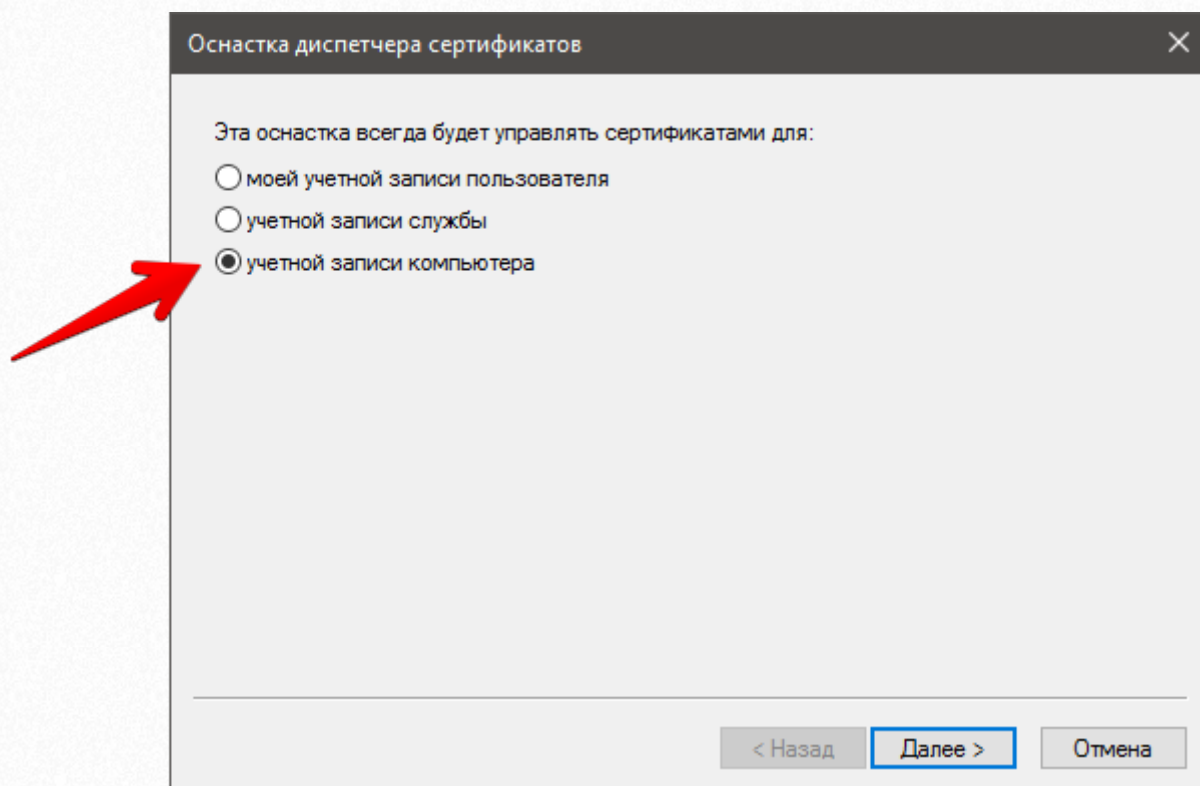 Оснастка диспетчера сертификатов
Эта оснастка всегда будет управлять сертификатами для:
моей учетной записи пользователя
учетной записи службы
учетной записи компьютера
< Назад
Далее >
Отмена